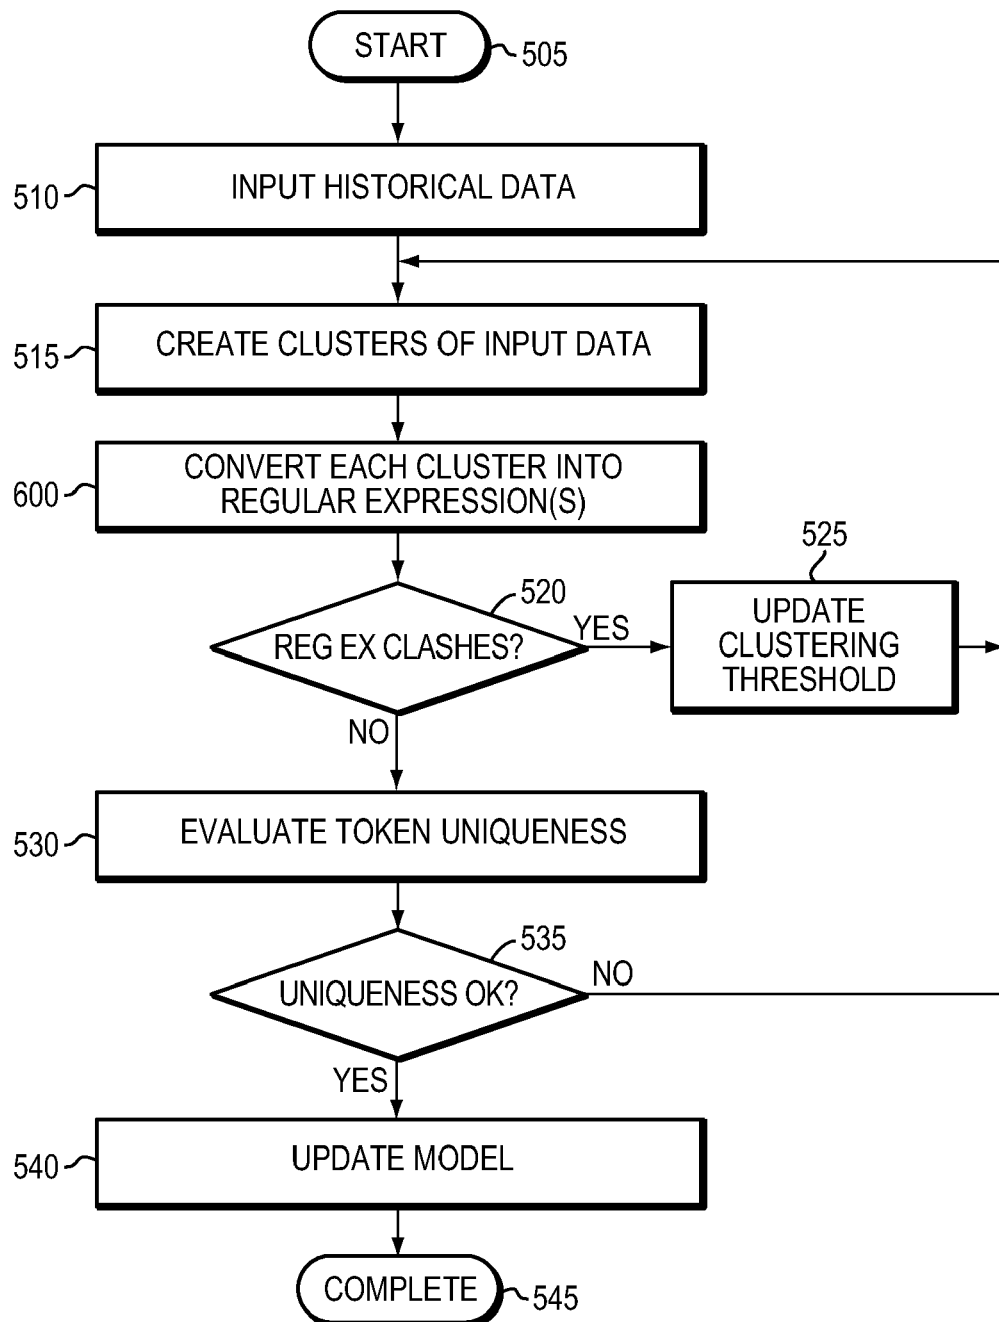 START
505
INPUT HISTORICAL DATA
510
CREATE CLUSTERS OF INPUT DATA
515
CONVERT EACH CLUSTER INTO
REGULAR EXPRESSION(S)
600
525
520
REG EX CLASHES?
YES
UPDATE
CLUSTERING
THRESHOLD
NO
EVALUATE TOKEN UNIQUENESS
530
535
UNIQUENESS OK?
NO
YES
UPDATE MODEL
540
COMPLETE
545